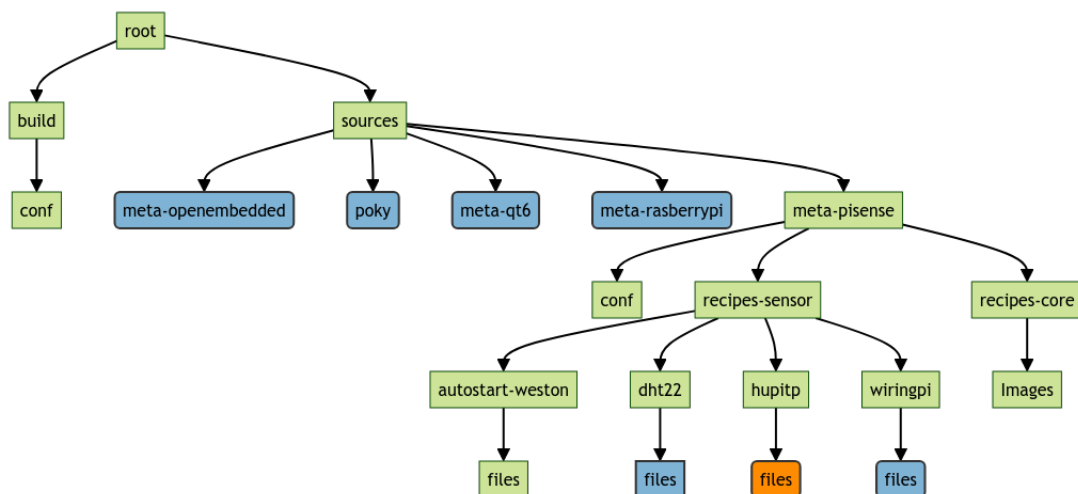 root
build
sources
conf
meta-openembedded
poky
meta-qt6
meta-rasberrypi
meta-pisense
conf
recipes-sensor
recipes-core
autostart-weston
dht22
hupitp
wiringpi
Images
files
files
files
files